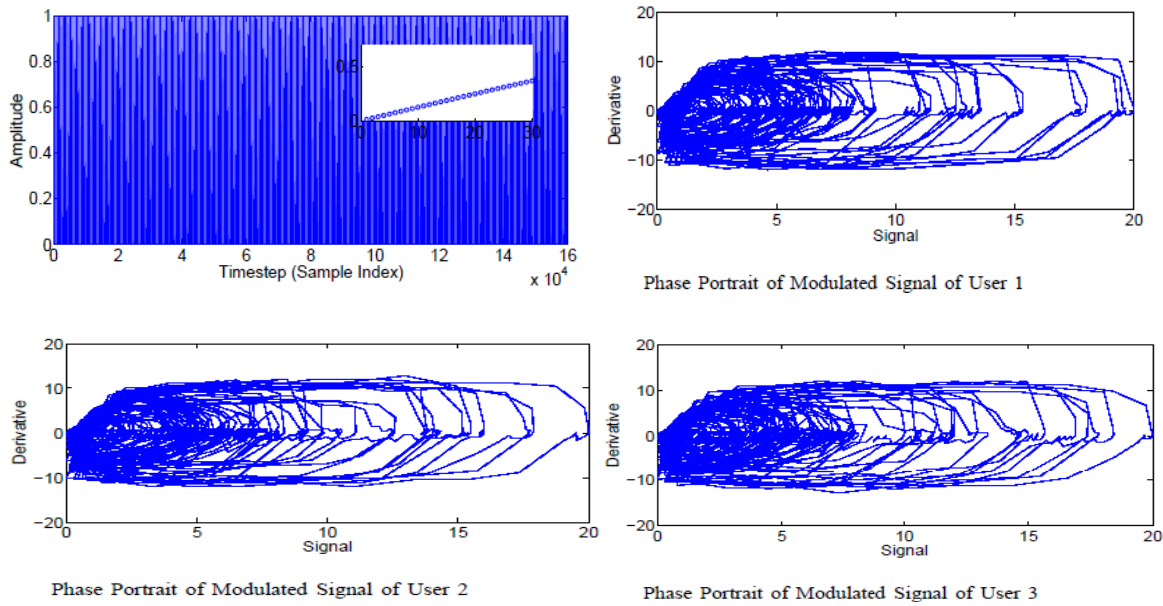 1
0.8
0.6
0.4
0.2
0
Amplitude
0.5
0
0 10 20 30
0 2 4 6 8 10 12 14 16
Timestep (Sample Index)
x 10^4
20
10
0
−10
−20
Derivative
0 5 10 15 20
Signal
Phase Portrait of Modulated Signal of User 1
20
10
0
−10
−20
Derivative
0 5 10 15 20
Signal
Phase Portrait of Modulated Signal of User 2
20
10
0
−10
−20
Derivative
0 5 10 15 20
Signal
Phase Portrait of Modulated Signal of User 3